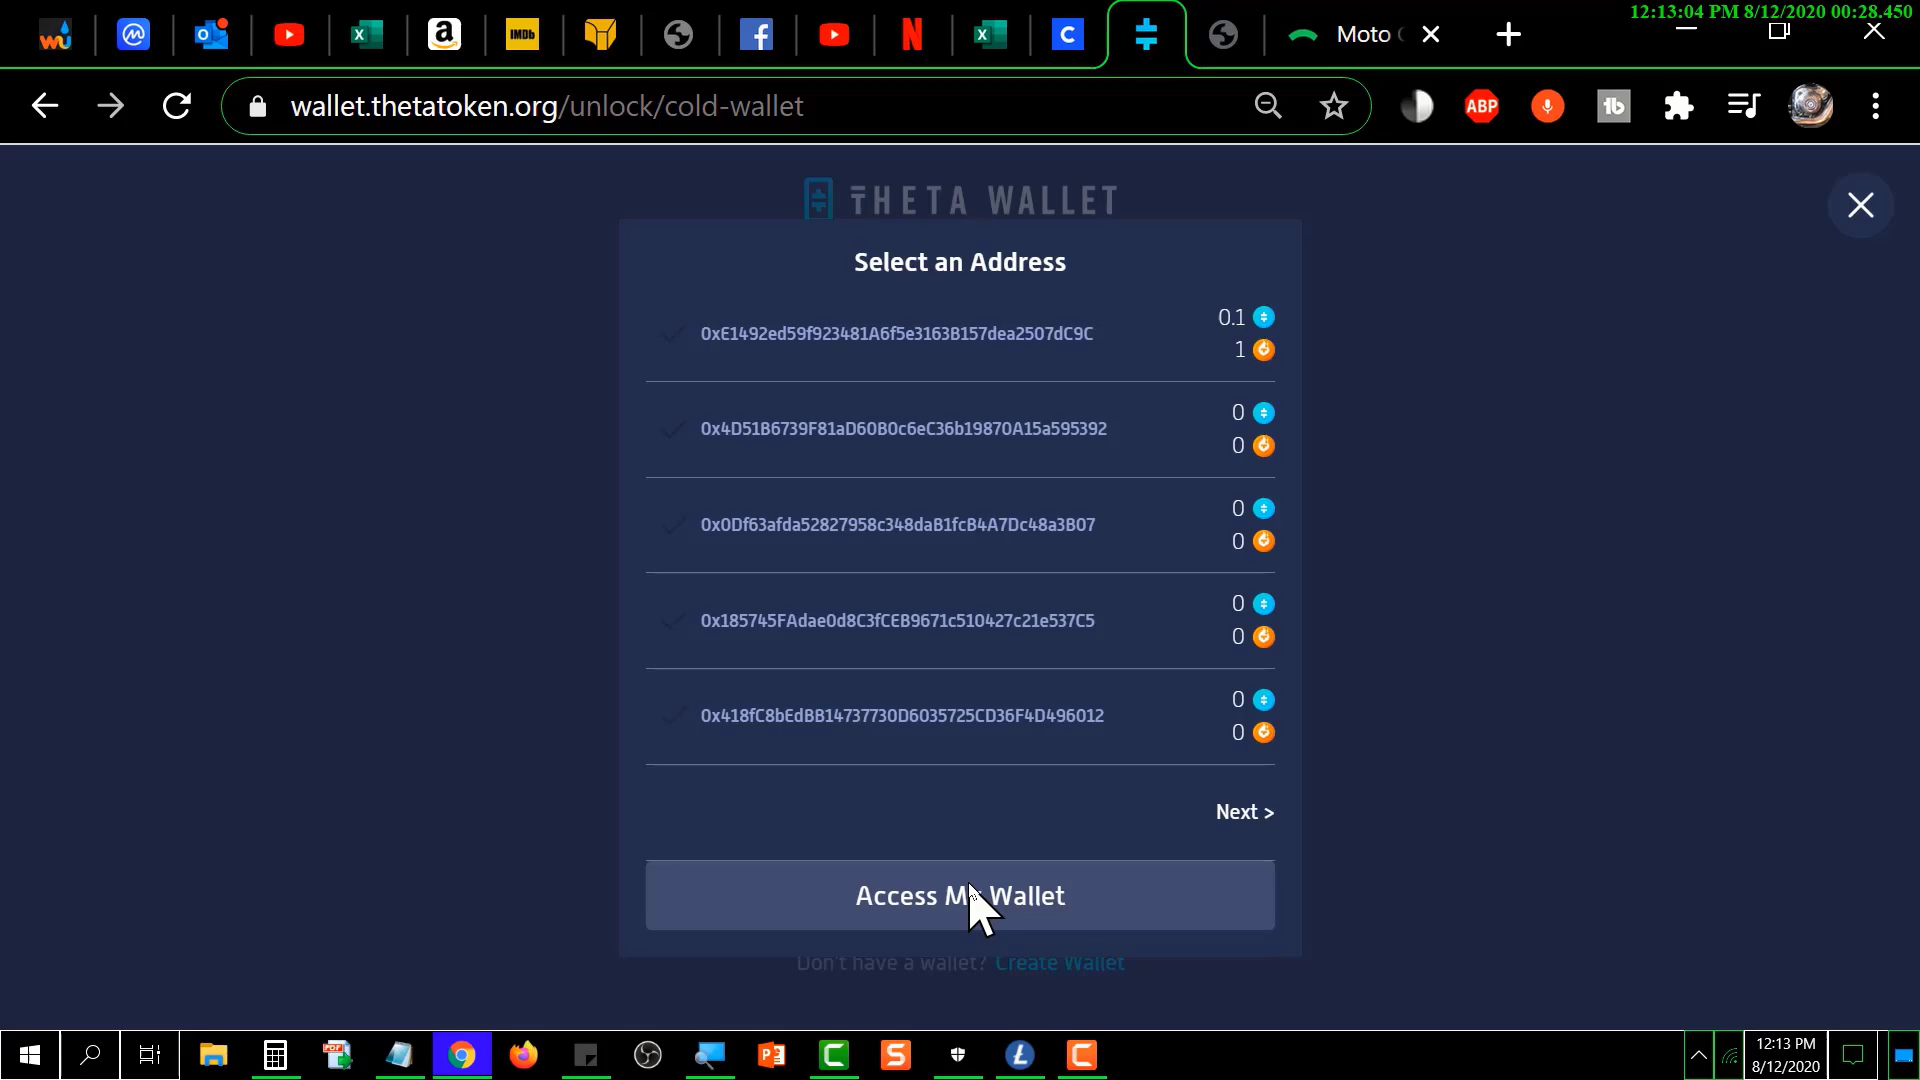 12:13:04 PM 8/12/2020 00:28.450
Moto
wallet.thetatoken.org/unlock/cold-wallet
THETA WALLET
Select an Address
0xE1492ed59f923481A6f5e3163B157dea2507dC9C
0.1
1
0x4D51B6739F81aD60B0c6eC36b19870A15a595392
0
0
0x0Df63afda52827958c348daB1fcB4A7Dc48a3B07
0
0
0x185745FAdae0d8C3fCEB9671c510427c21e537C5
0
0
0x418fC8bEdBB14737730D6035725CD36F4D496012
0
0
Next >
Access My Wallet
Don't have a wallet? Create Wallet
12:13 PM
8/12/2020